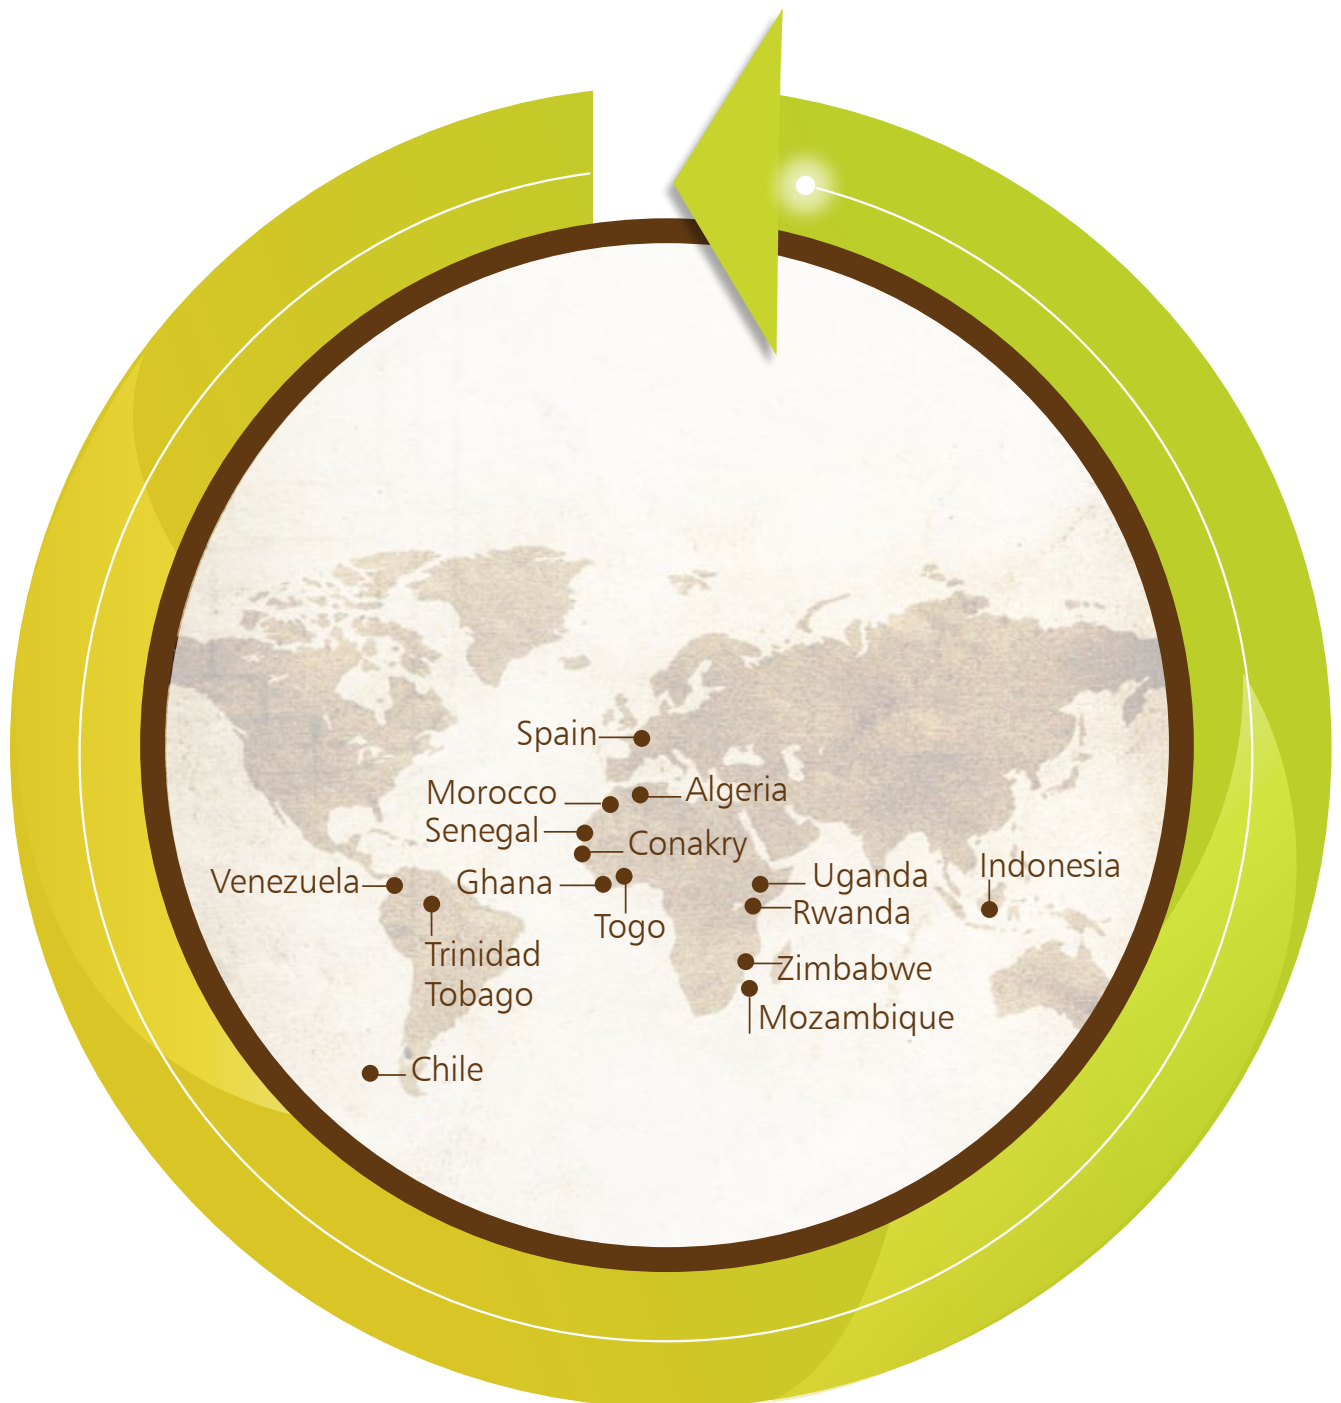 Spain
Morocco
Algeria
Senegal
Conakry
Venezuela
Ghana
Uganda
Indonesia
Rwanda
Togo
Trinidad
Tobago
Zimbabwe
Mozambique
Chile